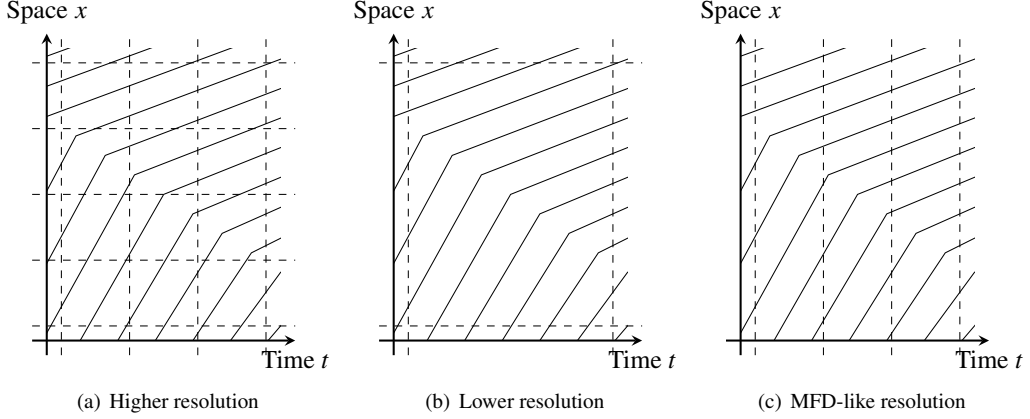 Space x
Space x
Space x
Time t
Time t
Time t
(a) Higher resolution
(b) Lower resolution
(c) MFD-like resolution